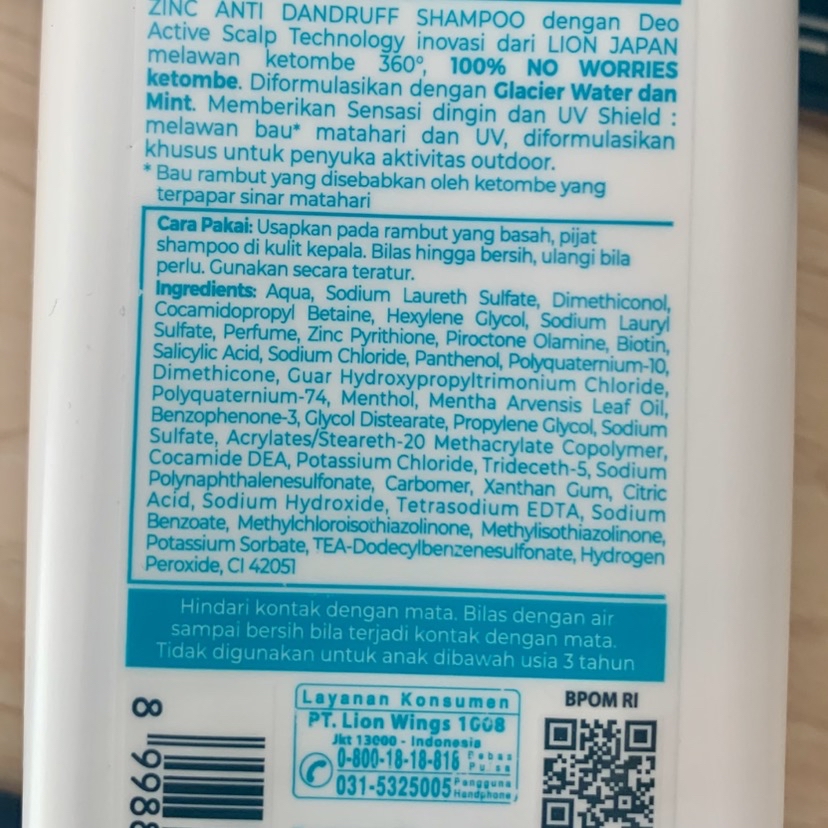 ZINC ANTI DANDRUFF SHAMPOO dengan Deo
Active Scalp Technology inovasi dari LION JAPAN
melawan ketombe 360°, 100% NO WORRIES
ketombe. Diformulasikan dengan Glacier Water dan
Mint. Memberikan Sensasi dingin dan UV Shield :
melawan bau* matahari dan UV, diformulasikan
khusus untuk penyuka aktivitas outdoor.
* Bau rambut yang disebabkan oleh ketombe yang
terpapar sinar matahari
Cara Pakai: Usapkan pada rambut yang basah, pijat
shampoo di kulit kepala. Bilas hingga bersih, ulangi bila
perlu. Gunakan secara teratur.
Ingredients: Aqua, Sodium Laureth Sulfate, Dimethiconol,
Cocamidopropyl Betaine, Hexylene Glycol, Sodium Lauryl
Sulfate, Perfume, Zinc Pyrithione, Piroctone Olamine, Biotin,
Salicylic Acid, Sodium Chloride, Panthenol, Polyquaternium-10,
Dimethicone, Guar Hydroxypropyltrimonium Chloride,
Polyquaternium-74, Menthol, Mentha Arvensis Leaf Oil,
Benzophenone-3, Glycol Distearate, Propylene Glycol, Sodium
Sulfate, Acrylates/Steareth-20 Methacrylate Copolymer,
Cocamide DEA, Potassium Chloride, Trideceth-5, Sodium
Polynaphthalenesulfonate, Carbomer, Xanthan Gum, Citric
Acid, Sodium Hydroxide, Tetrasodium EDTA, Sodium
Benzoate, Methylchloroisothiazolinone, Methylisothiazolinone,
Potassium Sorbate, TEA-Dodecylbenzenesulfonate, Hydrogen
Peroxide, CI 42051
Hindari kontak dengan mata. Bilas dengan air
sampai bersih bila terjadi kontak dengan mata.
Tidak digunakan untuk anak dibawah usia 3 tahun
Layanan Konsumen
PT. Lion Wings 1008
Jkt 13000 - Indonesia
0-800-18-18-818 Bebas Pulsa
031-5325005 Pengguna Handphone
BPOM RI
8 998